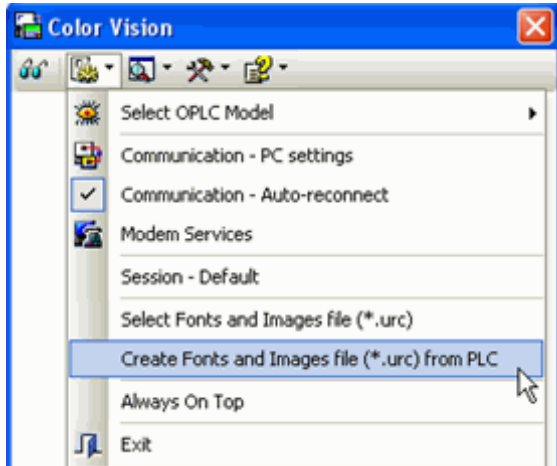 Color Vision
Select OPLC Model
Communication - PC settings
Communication - Auto-reconnect
Modem Services
Session - Default
Select Fonts and Images file (*.urc)
Create Fonts and Images file (*.urc) from PLC
Always On Top
Exit